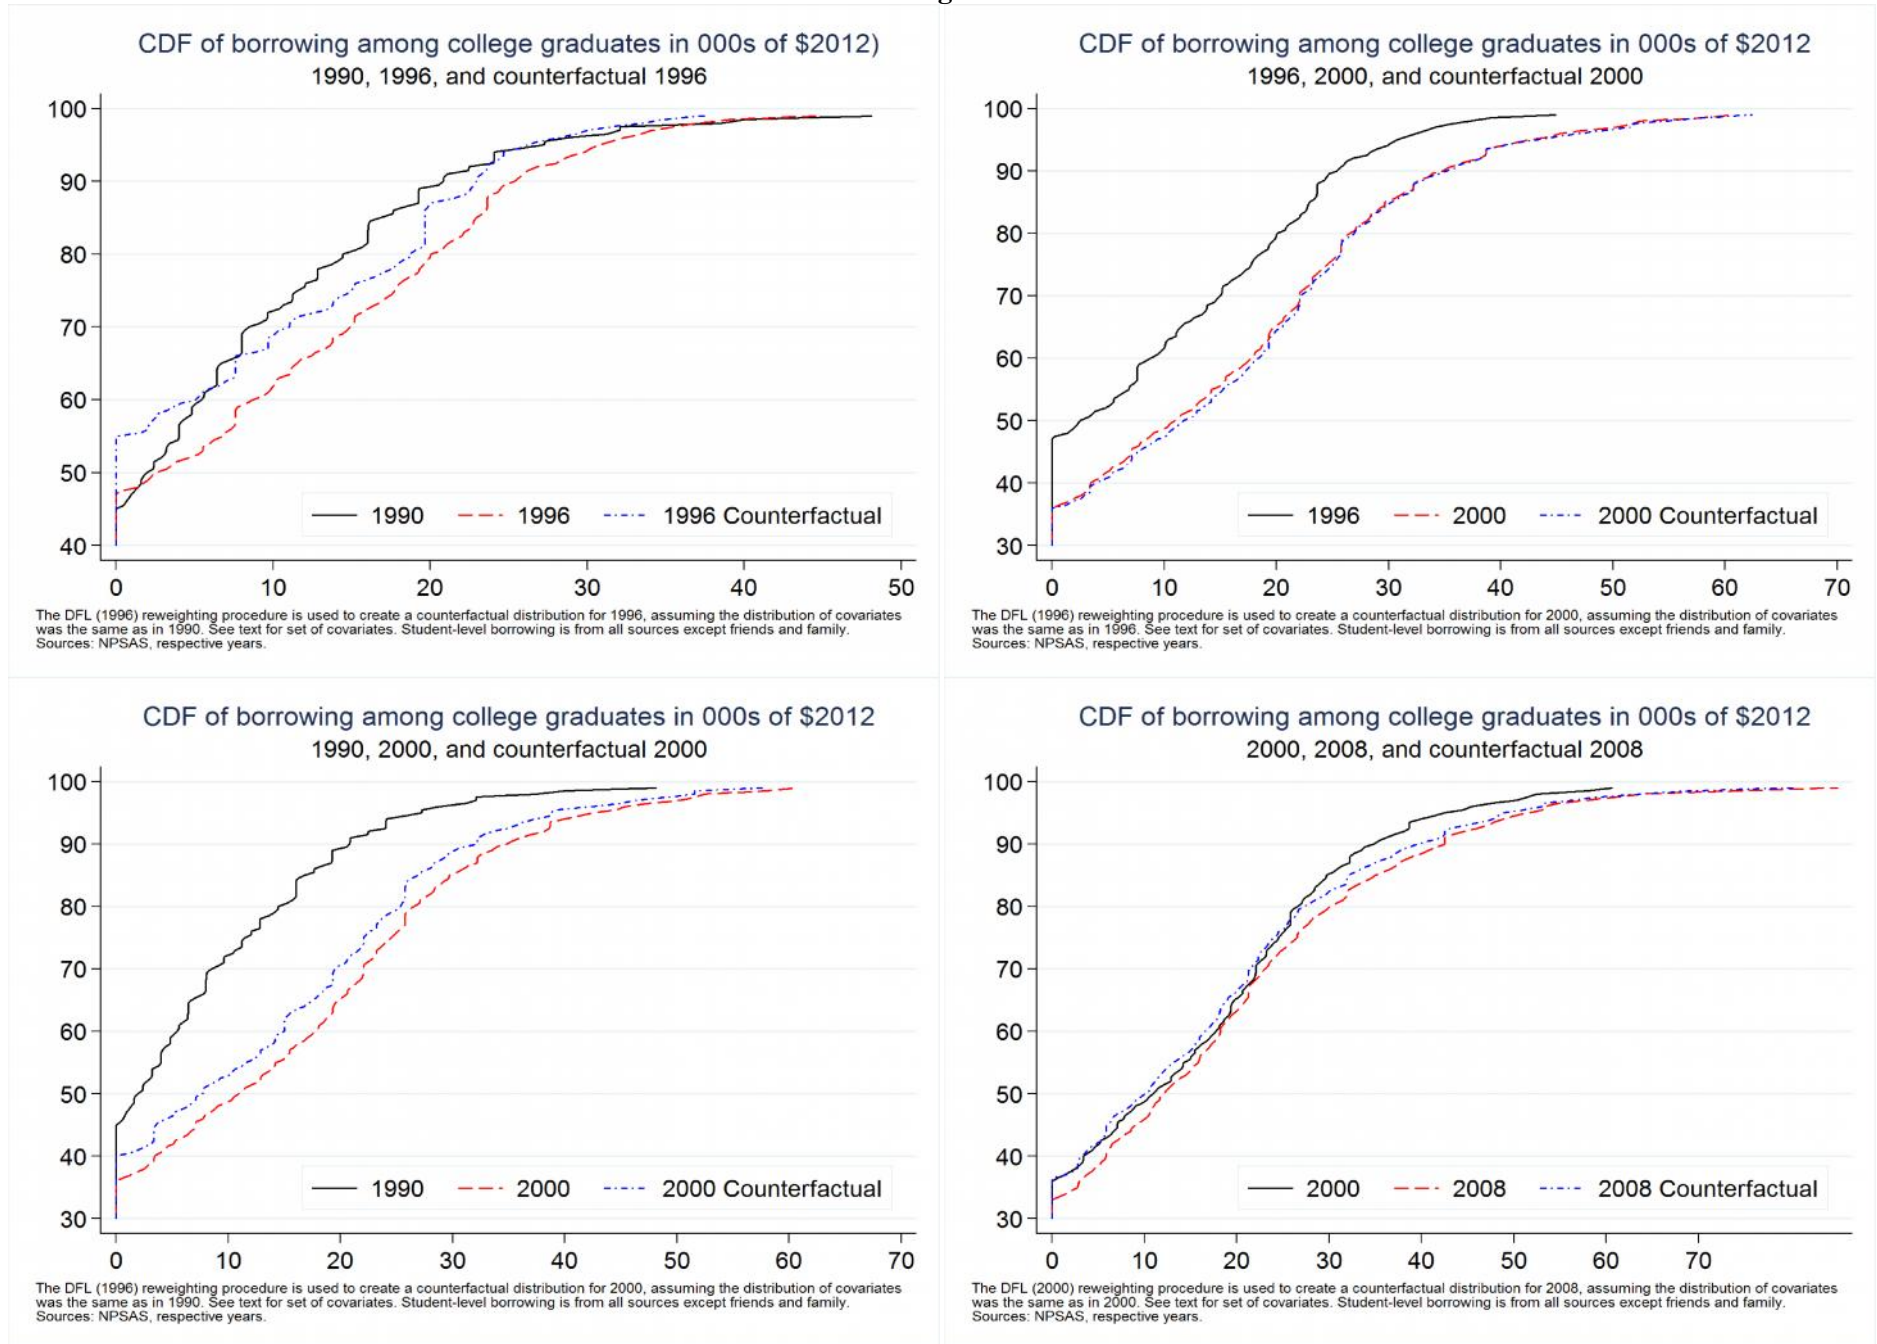 CDF of borrowing among college graduates in 000s of $2012)
1990, 1996, and counterfactual 1996
100
90
80
70
60
50
40
1990
1996
1996 Counterfactual
0 10 20 30 40 50
The DFL (1996) reweighting procedure is used to create a counterfactual distribution for 1996, assuming the distribution of covariates
was the same as in 1990. See text for set of covariates. Student-level borrowing is from all sources except friends and family.
Sources: NPSAS, respective years.
CDF of borrowing among college graduates in 000s of $2012
1996, 2000, and counterfactual 2000
100
90
80
70
60
50
40
30
1996
2000
2000 Counterfactual
0 10 20 30 40 50 60 70
The DFL (1996) reweighting procedure is used to create a counterfactual distribution for 2000, assuming the distribution of covariates
was the same as in 1996. See text for set of covariates. Student-level borrowing is from all sources except friends and family.
Sources: NPSAS, respective years.
CDF of borrowing among college graduates in 000s of $2012
1990, 2000, and counterfactual 2000
100
90
80
70
60
50
40
30
1990
2000
2000 Counterfactual
0 10 20 30 40 50 60 70
The DFL (1996) reweighting procedure is used to create a counterfactual distribution for 2000, assuming the distribution of covariates
was the same as in 1990. See text for set of covariates. Student-level borrowing is from all sources except friends and family.
Sources: NPSAS, respective years.
CDF of borrowing among college graduates in 000s of $2012
2000, 2008, and counterfactual 2008
100
90
80
70
60
50
40
30
2000
2008
2008 Counterfactual
0 10 20 30 40 50 60 70
The DFL (2000) reweighting procedure is used to create a counterfactual distribution for 2008, assuming the distribution of covariates
was the same as in 2000. See text for set of covariates. Student-level borrowing is from all sources except friends and family.
Sources: NPSAS, respective years.